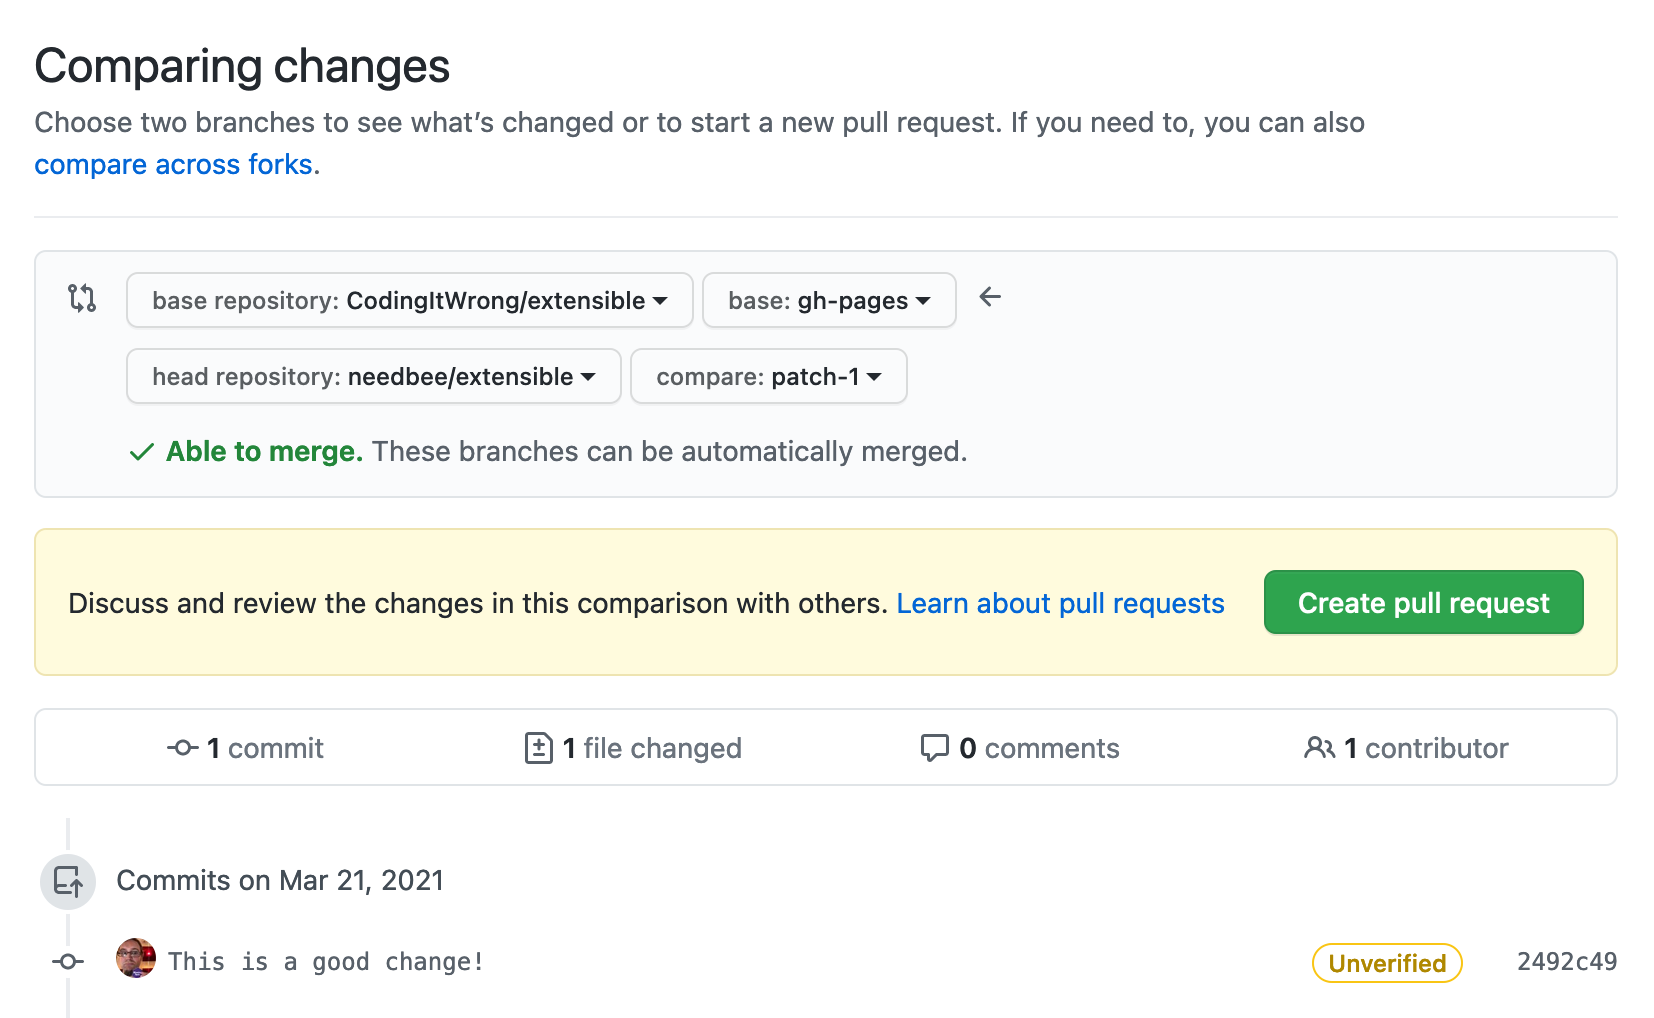 Comparing changes
Choose two branches to see what’s changed or to start a new pull request. If you need to, you can also
compare across forks.
base repository: CodingItWrong/extensible base: gh-pages
head repository: needbee/extensible compare: patch-1
Able to merge. These branches can be automatically merged.
Discuss and review the changes in this comparison with others. Learn about pull requests Create pull request
1 commit 1 file changed 0 comments 1 contributor
Commits on Mar 21, 2021
This is a good change! Unverified 2492c49